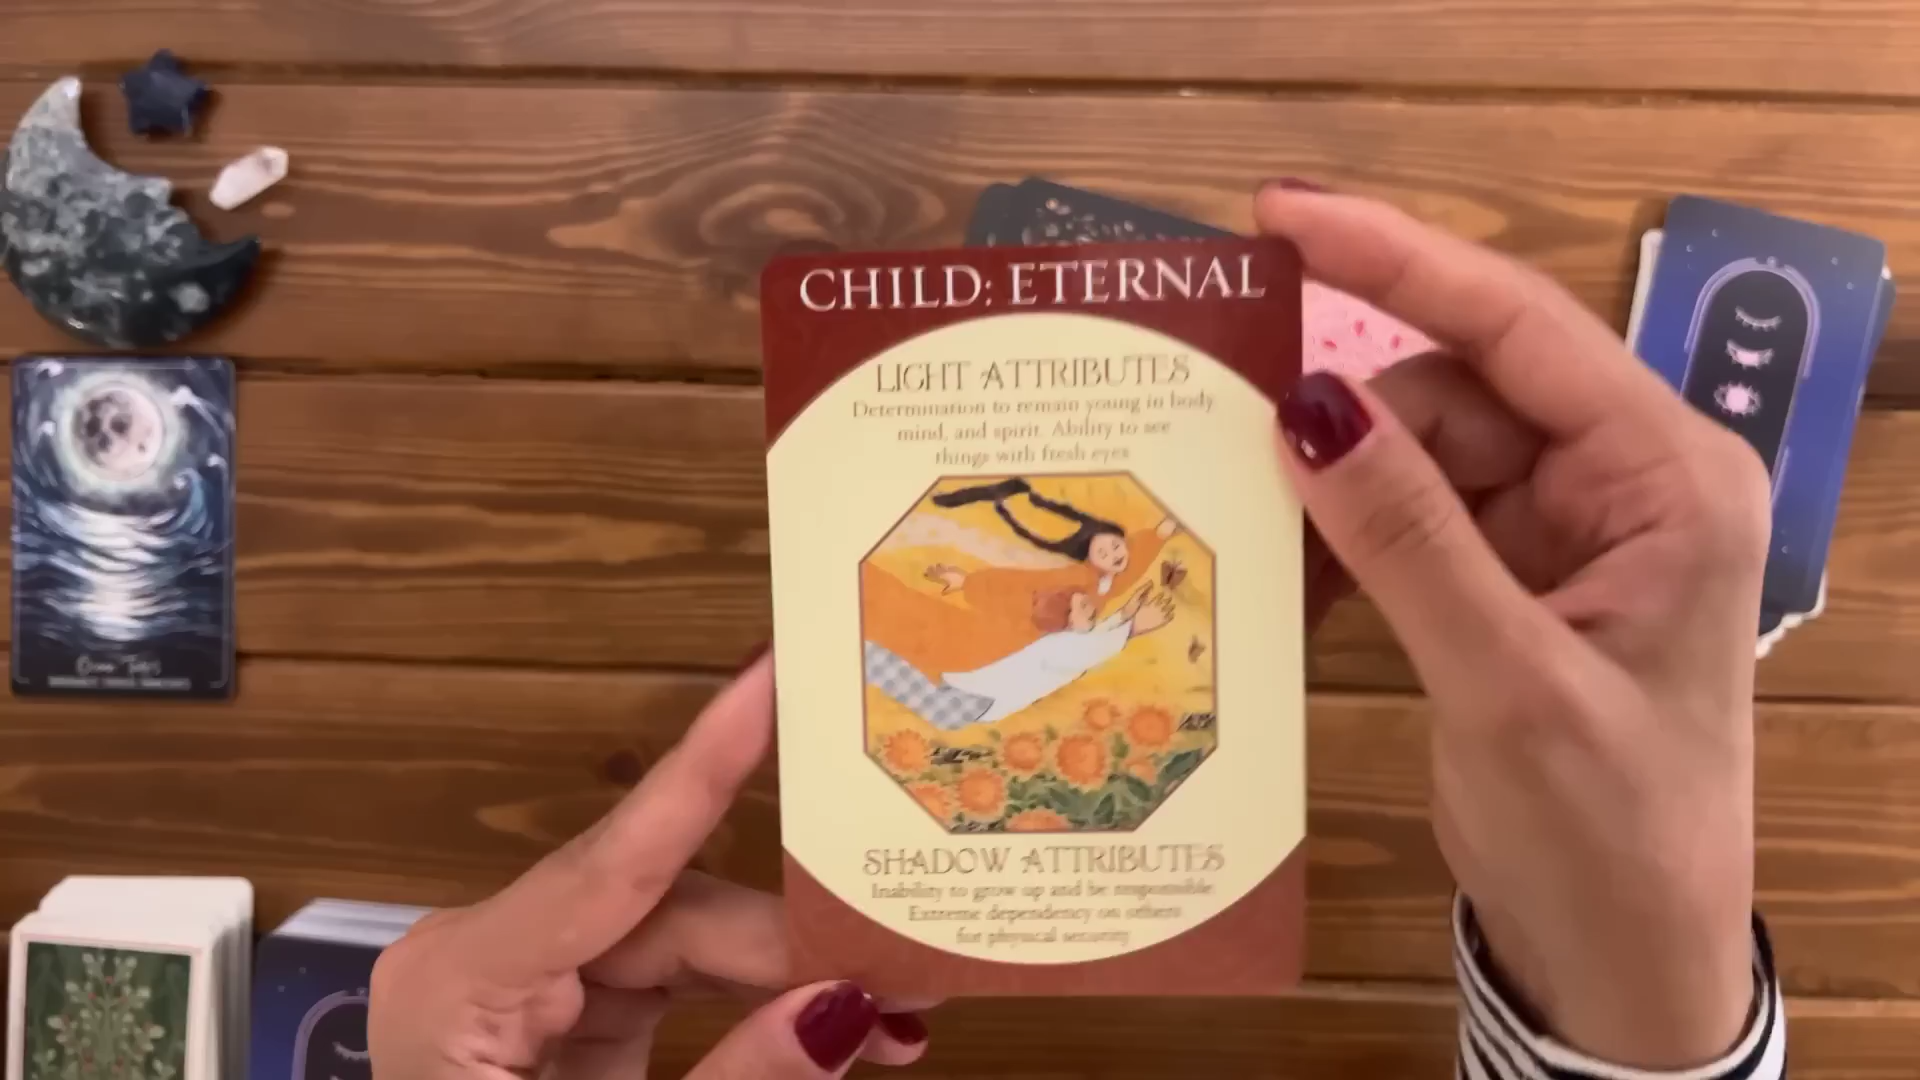 CHILD: ETERNAL
LIGHT ATTRIBUTES
Determination to remain young in body
mind, and spirit. Ability to see
things with fresh eyes
SHADOW ATTRIBUTES
Inability to grow up and be responsible
Extreme dependency on others
for physical security